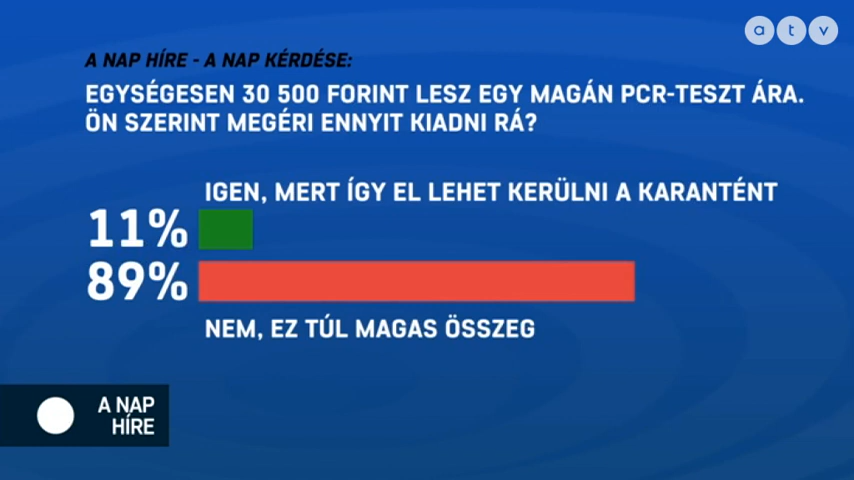 atv
A NAP HÍRE - A NAP KÉRDÉSE:
EGYSÉGESEN 30 500 FORINT LESZ EGY MAGÁN PCR-TESZT ÁRA.
ÖN SZERINT MEGÉRI ENNYIT KIADNI RÁ?
IGEN, MERT ÍGY EL LEHET KERÜLNI A KARANTÉNT
11%
89%
NEM, EZ TÚL MAGAS ÖSSZEG
A NAP
HÍRE